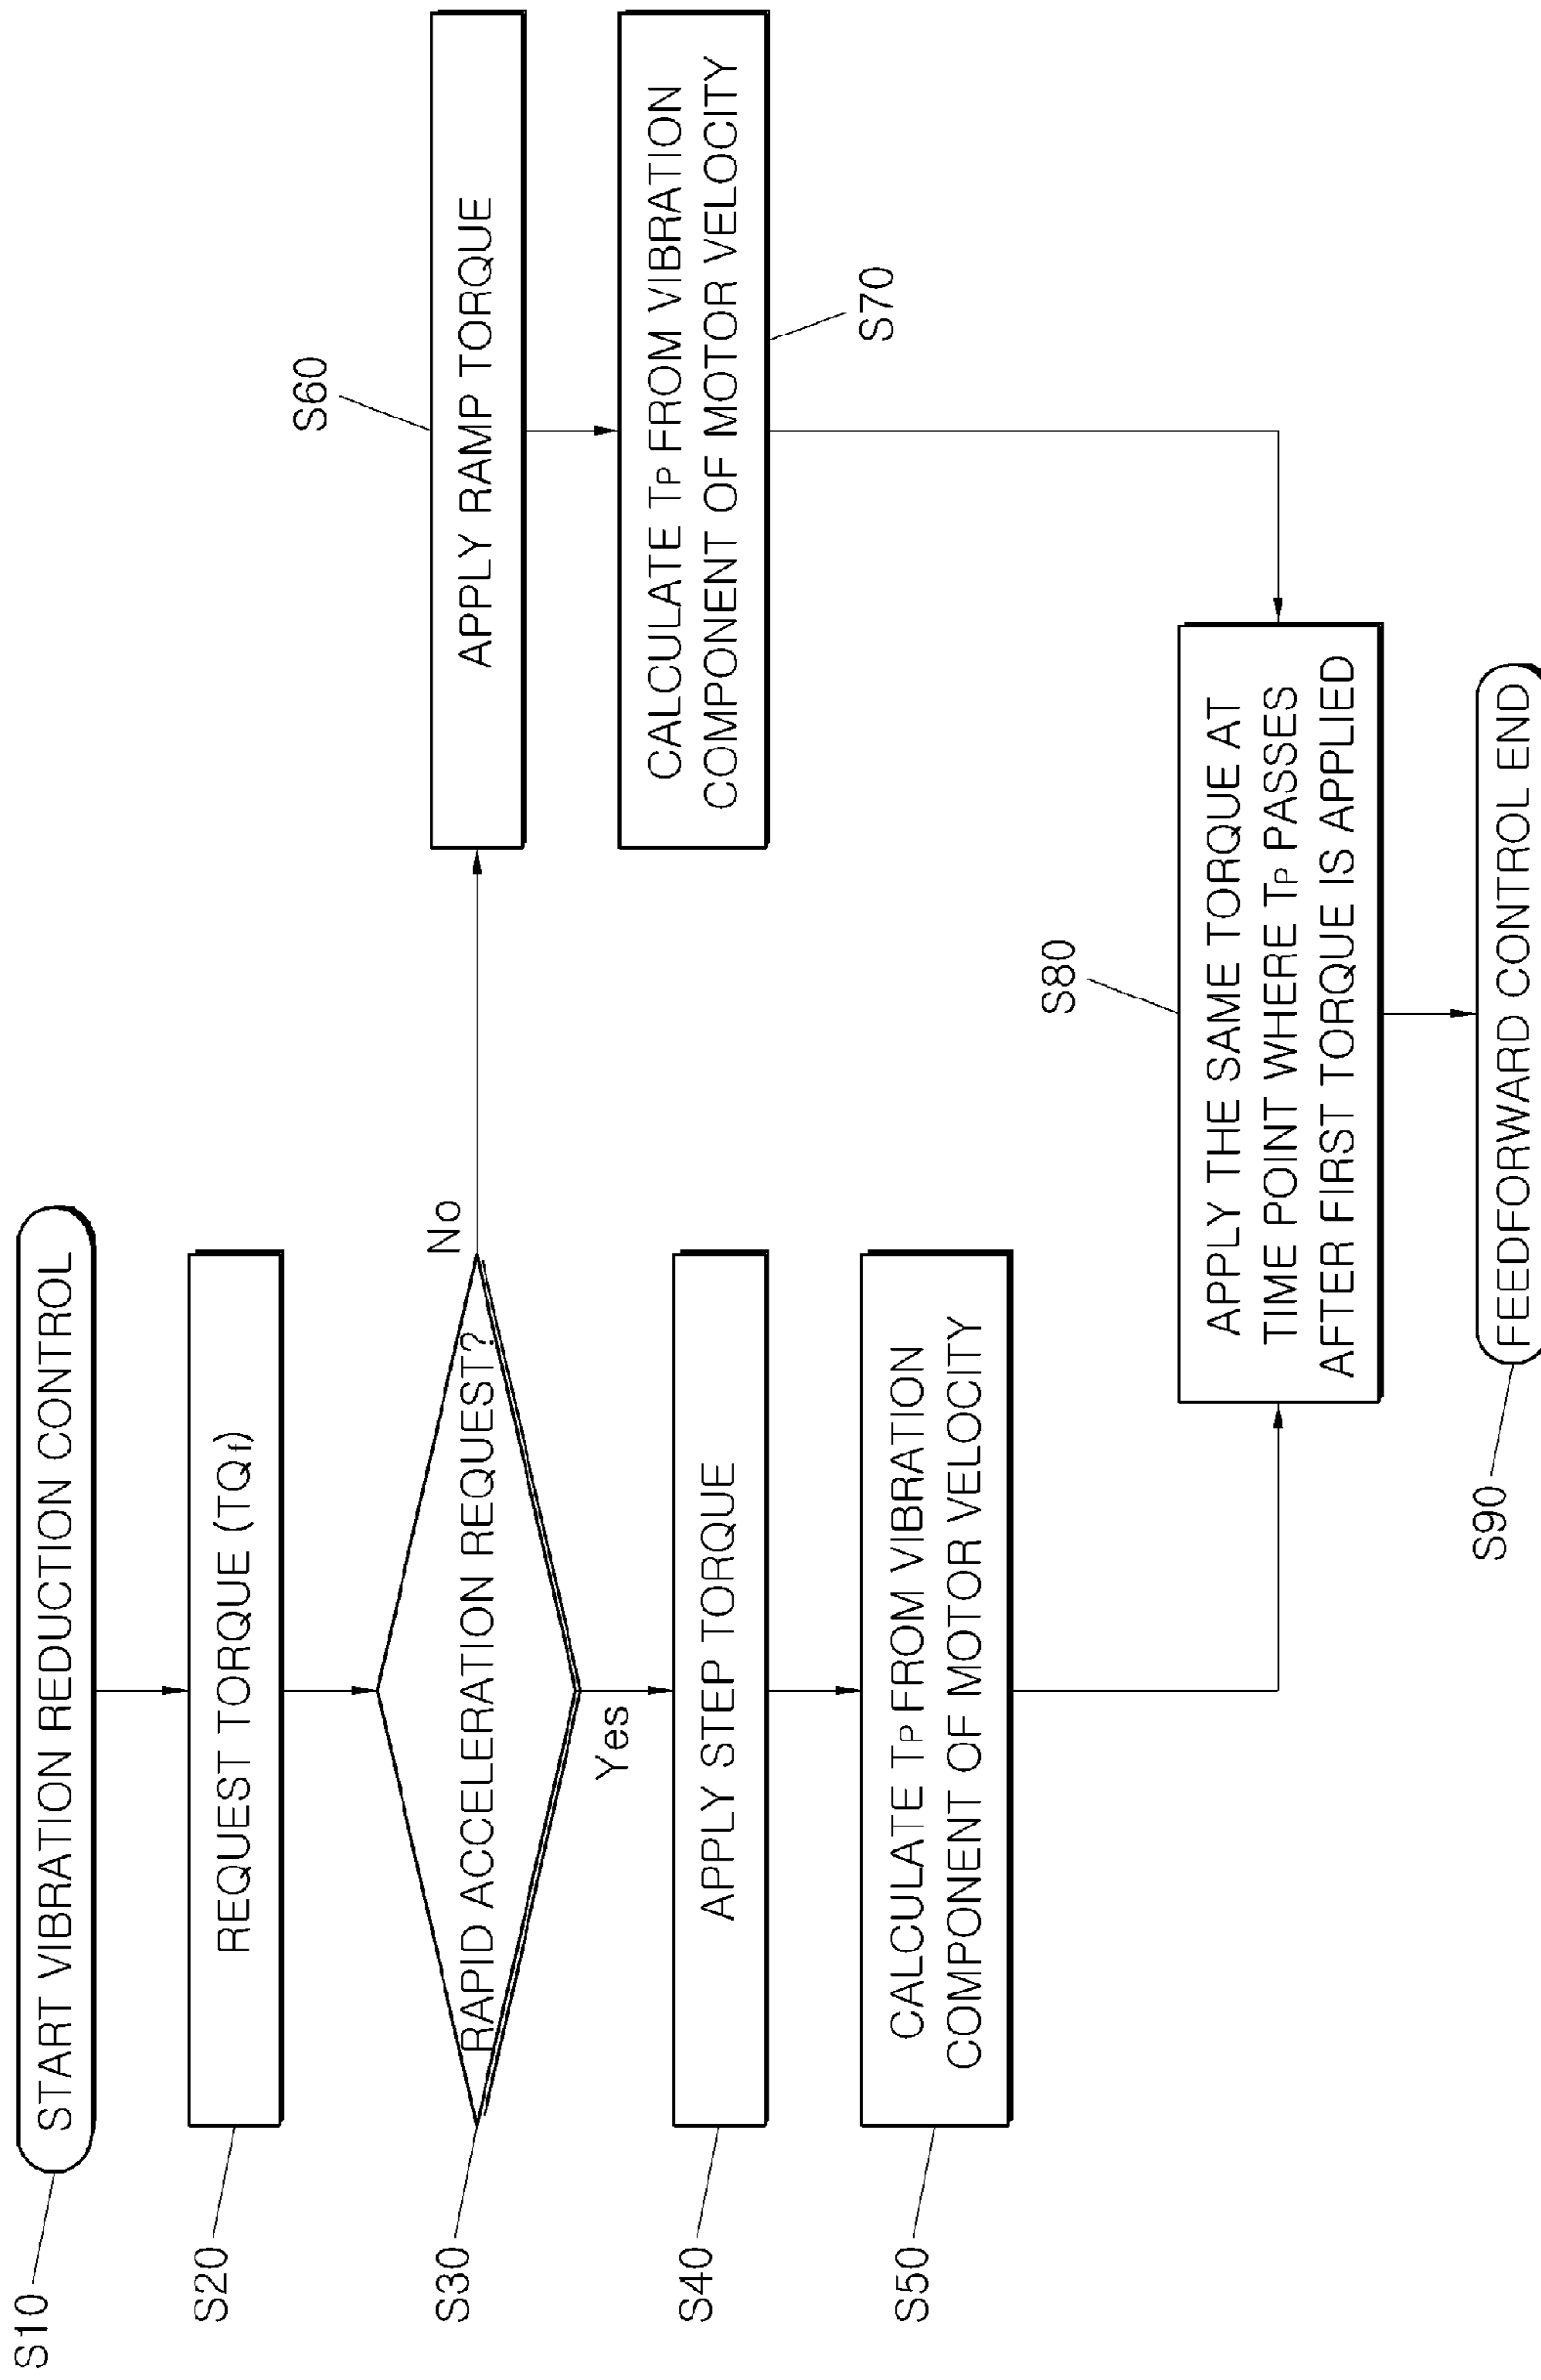 S10
START VIBRATION REDUCTION CONTROL
S20
REQUEST TORQUE (TQf)
S30
RAPID ACCELERATION REQUEST?
No
Yes
S40
APPLY STEP TORQUE
S50
CALCULATE TP FROM VIBRATION
COMPONENT OF MOTOR VELOCITY
S60
APPLY RAMP TORQUE
CALCULATE TP FROM VIBRATION
COMPONENT OF MOTOR VELOCITY
S70
S80
APPLY THE SAME TORQUE AT
TIME POINT WHERE TP PASSES
AFTER FIRST TORQUE IS APPLIED
S90
FEEDFORWARD CONTROL END